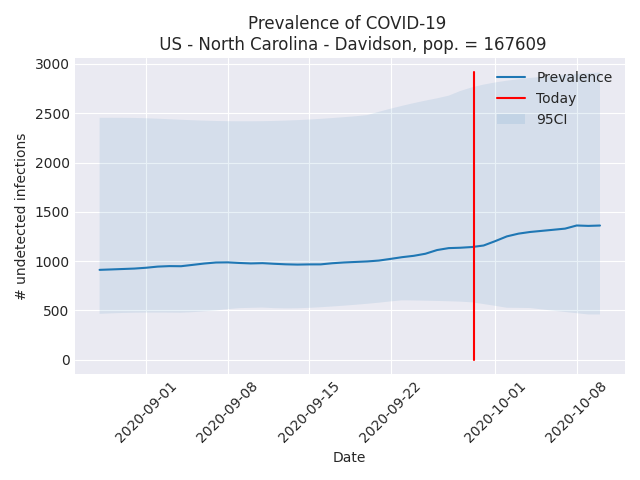 Prevalence of COVID-19
US - North Carolina - Davidson, pop. = 167609
3000
2500
2000
1500
1000
500
0
# undetected infections
Prevalence
Today
95CI
2020-09-01
2020-09-08
2020-09-15
2020-09-22
2020-10-01
2020-10-08
Date